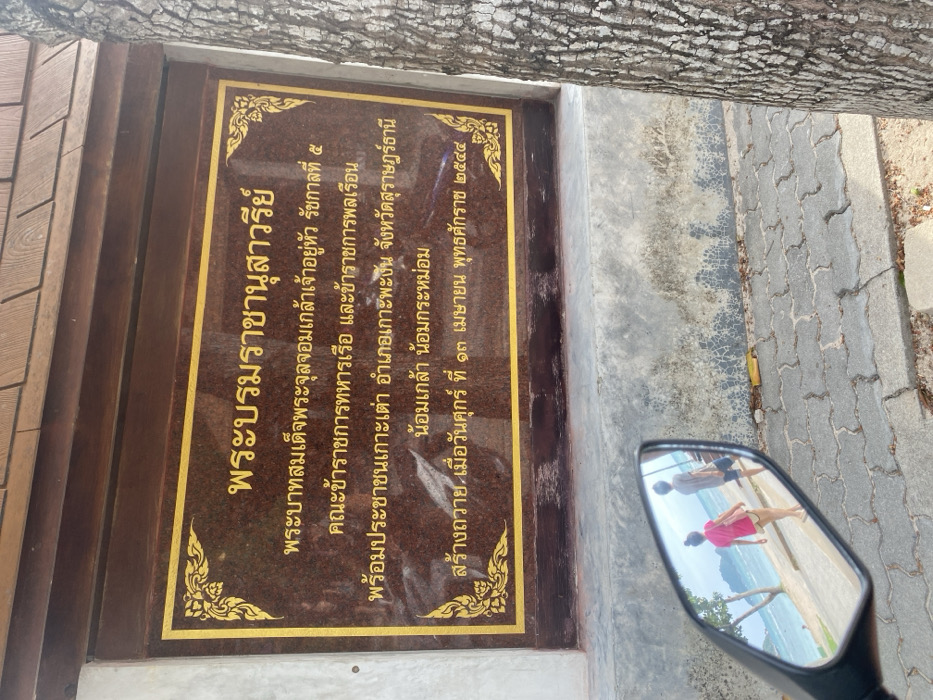 พระบรมราชานุสาวรีย์
พระบาทสมเด็จพระจุลจอมเกล้าเจ้าอยู่หัว รัชกาลที่ ๕
คณะข้าราชการทหารเรือ และข้าราชการพลเรือน
พร้อมประชาชนเกาะเต่า อำเภอเกาะพะงัน จังหวัดสุราษฎร์ธานี
น้อมเกล้า น้อมกระหม่อม
สร้างถวาย เมื่อวันศุกร์ ที่ ๑๓ เมษายน พุทธศักราช ๒๕๔๔